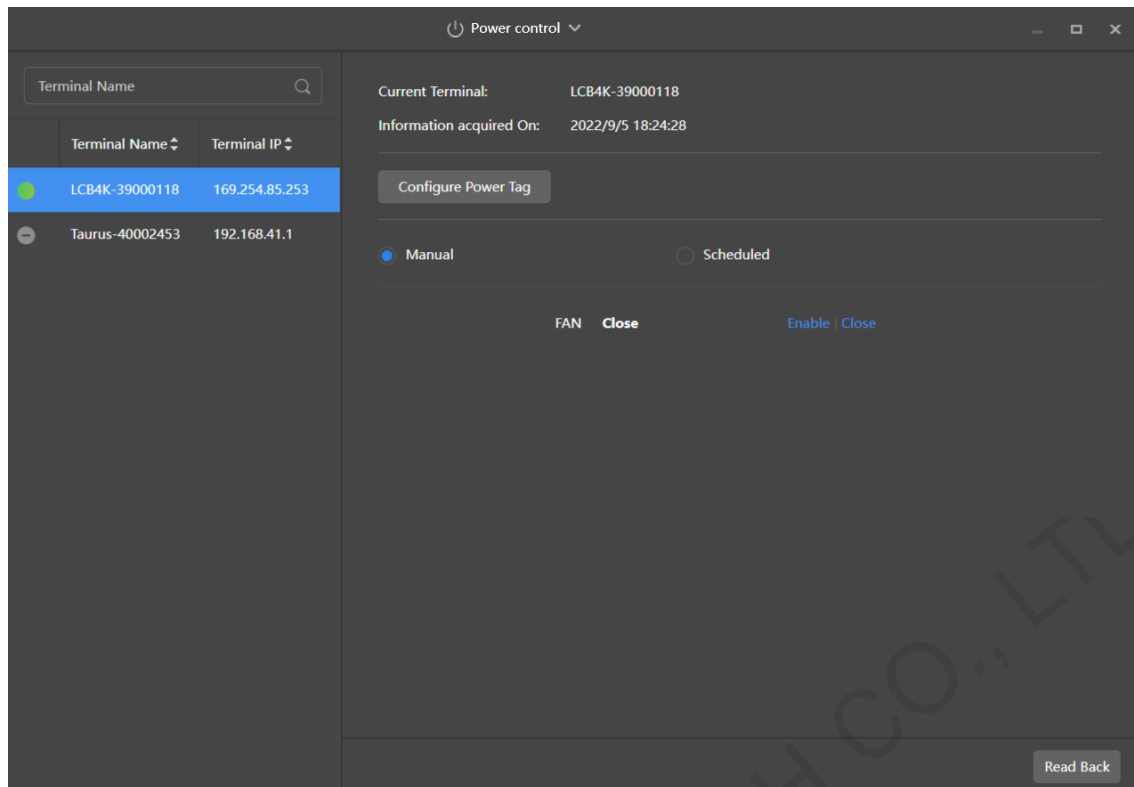 Power control
Terminal Name
Terminal Name Terminal IP
LCB4K-39000118 169.254.85.253
Taurus-40002453 192.168.41.1
Current Terminal: LCB4K-39000118
Information acquired On: 2022/9/5 18:24:28
Configure Power Tag
Manual Scheduled
FAN Close Enable | Close
Read Back
H CO., LT